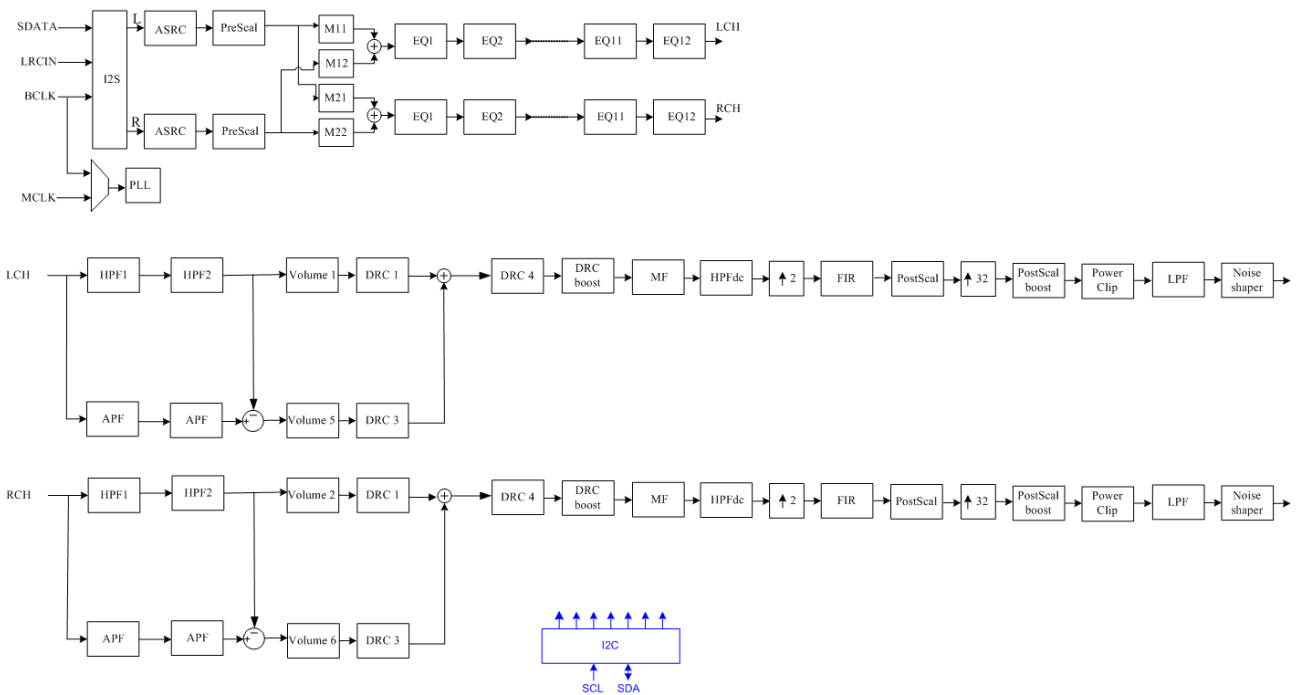 SDATA
LRCIN
BCLK
MCLK
I2S
L
R
ASRC
PreScal
ASRC
PreScal
PLL
M11
M12
M21
M22
EQ1
EQ2
EQ11
EQ12
LCH
EQ1
EQ2
EQ11
EQ12
RCH
LCH
HPF1
HPF2
Volume 1
DRC 1
DRC 4
DRC
boost
MF
HPFdc
2
FIR
PostScal
32
PostScal
boost
Power
Clip
LPF
Noise
shaper
APF
APF
Volume 5
DRC 3
RCH
HPF1
HPF2
Volume 2
DRC 1
DRC 4
DRC
boost
MF
HPFdc
2
FIR
PostScal
32
PostScal
boost
Power
Clip
LPF
Noise
shaper
APF
APF
Volume 6
DRC 3
I2C
SCL
SDA